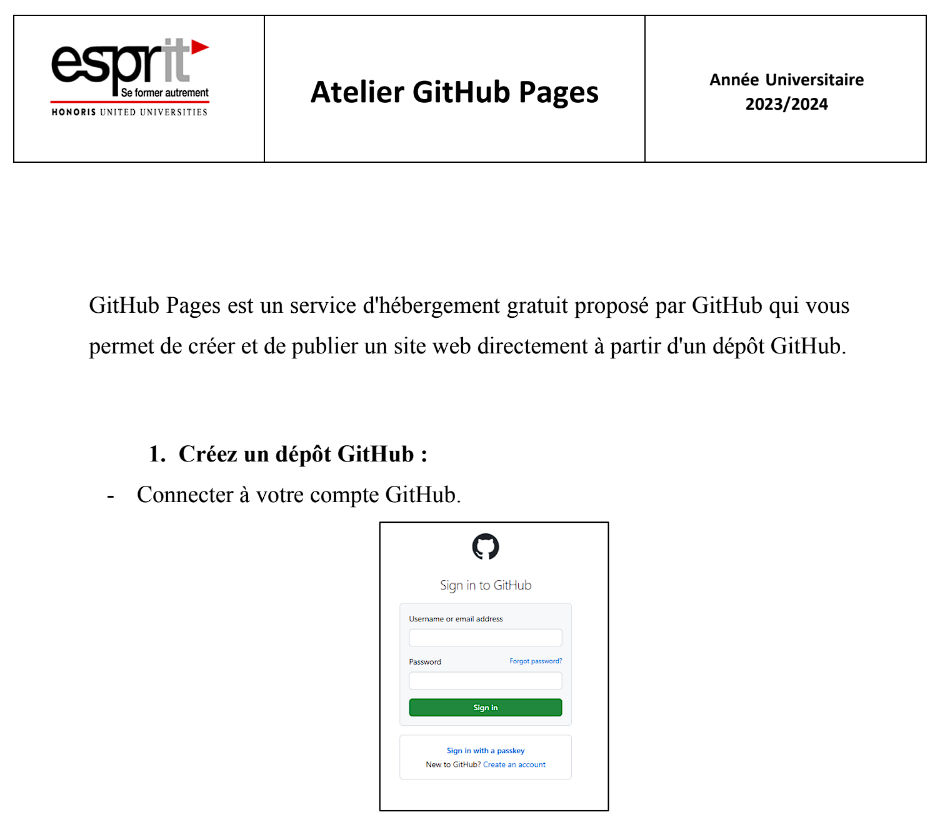 esprit
Se former autrement
HONORIS UNITED UNIVERSITIES
Atelier GitHub Pages
Année Universitaire
2023/2024
GitHub Pages est un service d'hébergement gratuit proposé par GitHub qui vous
permet de créer et de publier un site web directement à partir d'un dépôt GitHub.
1. Créez un dépôt GitHub :
- Connecter à votre compte GitHub.
Sign in to GitHub
Username or email address
Password Forgot password?
Sign in
Sign in with a passkey
New to GitHub? Create an account